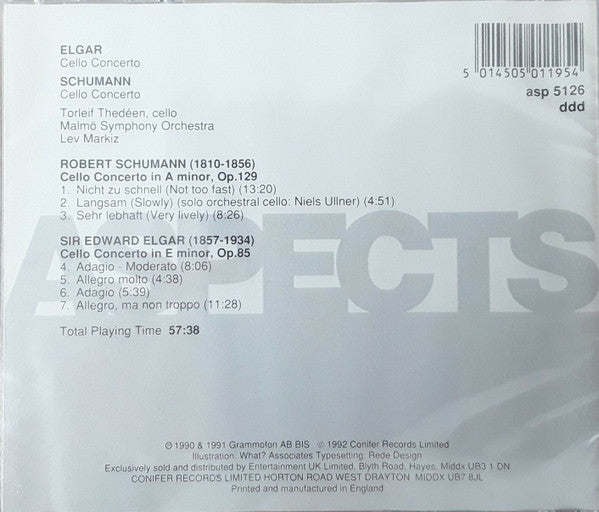 ELGAR
Cello Concerto
SCHUMANN
Cello Concerto
Torleif Thedéen, cello
Malmö Symphony Orchestra
Lev Markiz
5 014505 011954
asp 5126
ddd
ROBERT SCHUMANN (1810-1856)
Cello Concerto in A minor, Op.129
1. Nicht zu schnell (Not too fast) (13:20)
2. Langsam (Slowly) (solo orchestral cello: Niels Ullner) (4:51)
3. Sehr lebhaft (Very lively) (8:26)
SIR EDWARD ELGAR (1857-1934)
Cello Concerto in E minor, Op.85
4. Adagio - Moderato (8:06)
5. Allegro molto (4:38)
6. Adagio (5:39)
7. Allegro, ma non troppo (11:28)
ASPECTS
Total Playing Time 57:38
℗ 1990 & 1991 Grammofon AB BIS © 1992 Conifer Records Limited
Illustration: What? Associates Typesetting: Rede Design
Exclusively sold and distributed by Entertainment UK Limited, Blyth Road, Hayes, Middx UB3 1 DN
CONIFER RECORDS LIMITED HORTON ROAD WEST DRAYTON MIDDX UB7 8JL
Printed and manufactured in England